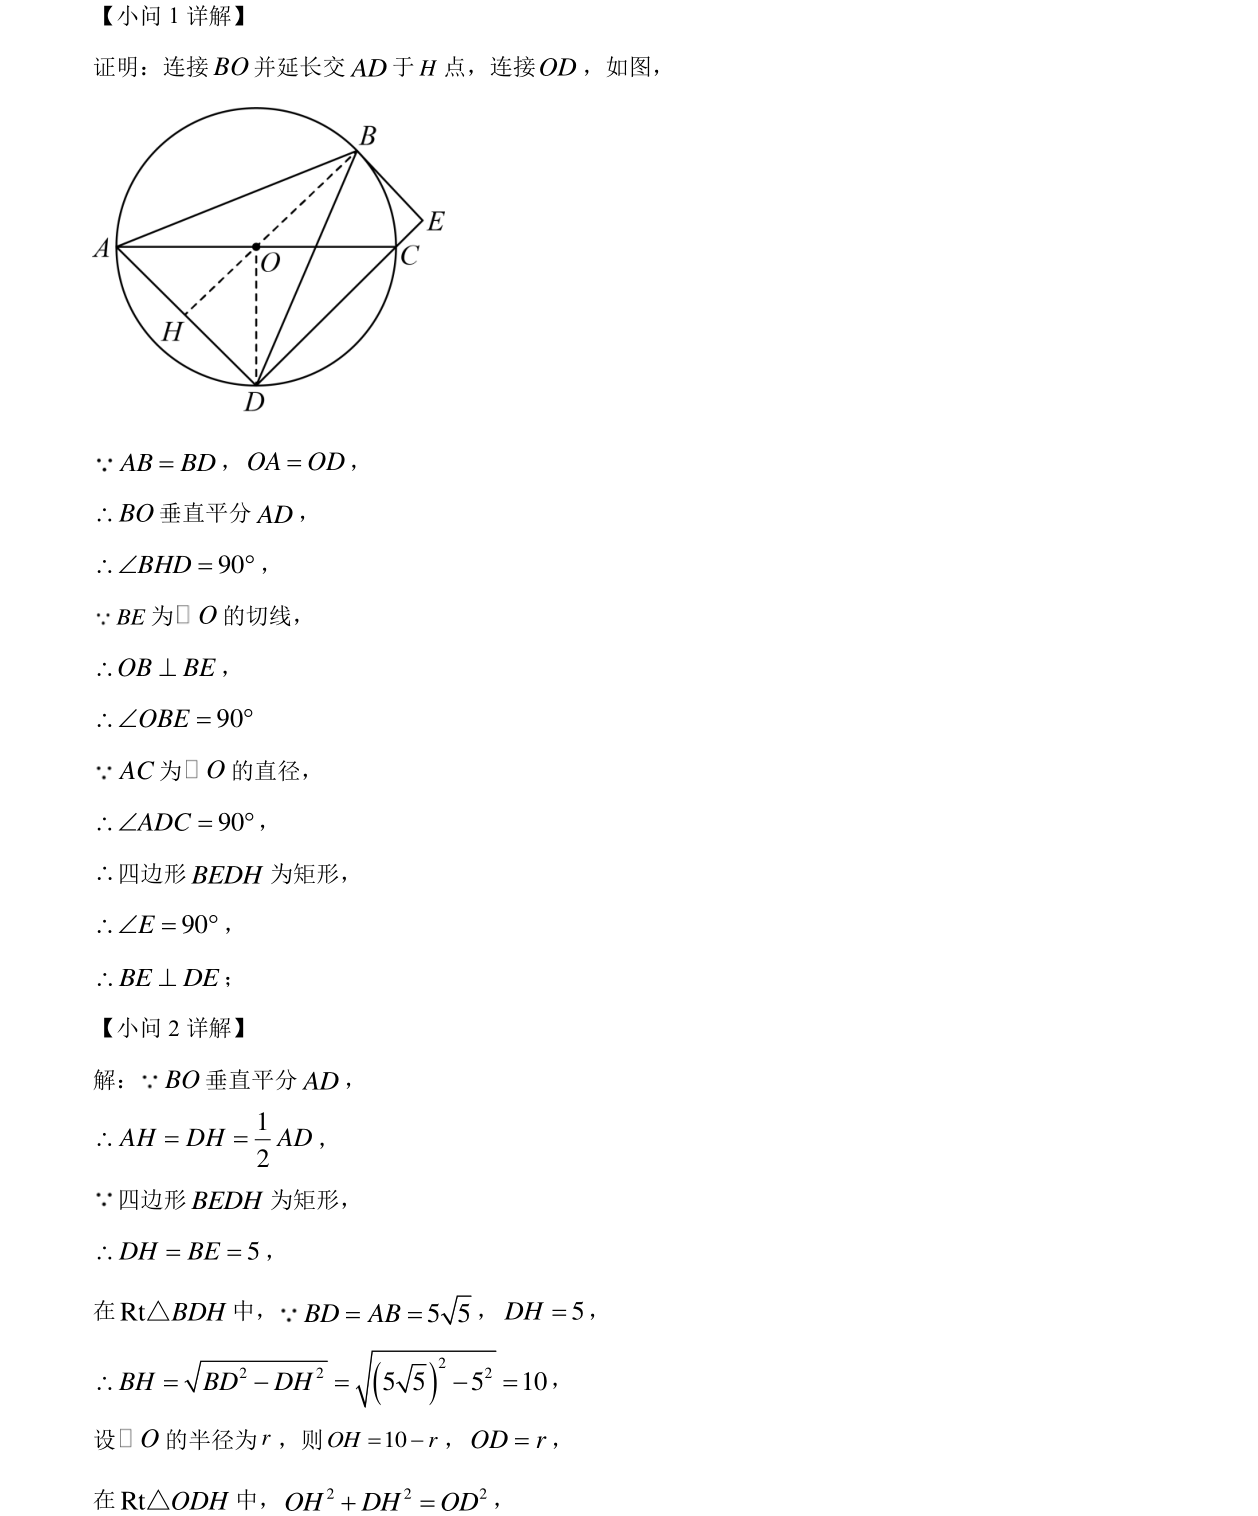 【小问 1 详解】
证明：连接 BO 并延长交 AD 于 H 点，连接 OD，如图，
B
E
A
O
C
H
D
∵ AB = BD，OA = OD，
∴ BO 垂直平分 AD，
∴ ∠BHD = 90°，
∵ BE 为□ O 的切线，
∴ OB ⊥ BE，
∴ ∠OBE = 90°
∵ AC 为□ O 的直径，
∴ ∠ADC = 90°，
∴ 四边形 BEDH 为矩形，
∴ ∠E = 90°，
∴ BE ⊥ DE；
【小问 2 详解】
解：∵ BO 垂直平分 AD，
∴ AH = DH = 1/2 AD，
∵ 四边形 BEDH 为矩形，
∴ DH = BE = 5，
在 Rt△BDH 中，∵ BD = AB = 5√5，DH = 5，
∴ BH = √(BD² − DH²) = √((5√5)² − 5²) = 10，
设□ O 的半径为 r，则 OH = 10 − r，OD = r，
在 Rt△ODH 中，OH² + DH² = OD²，